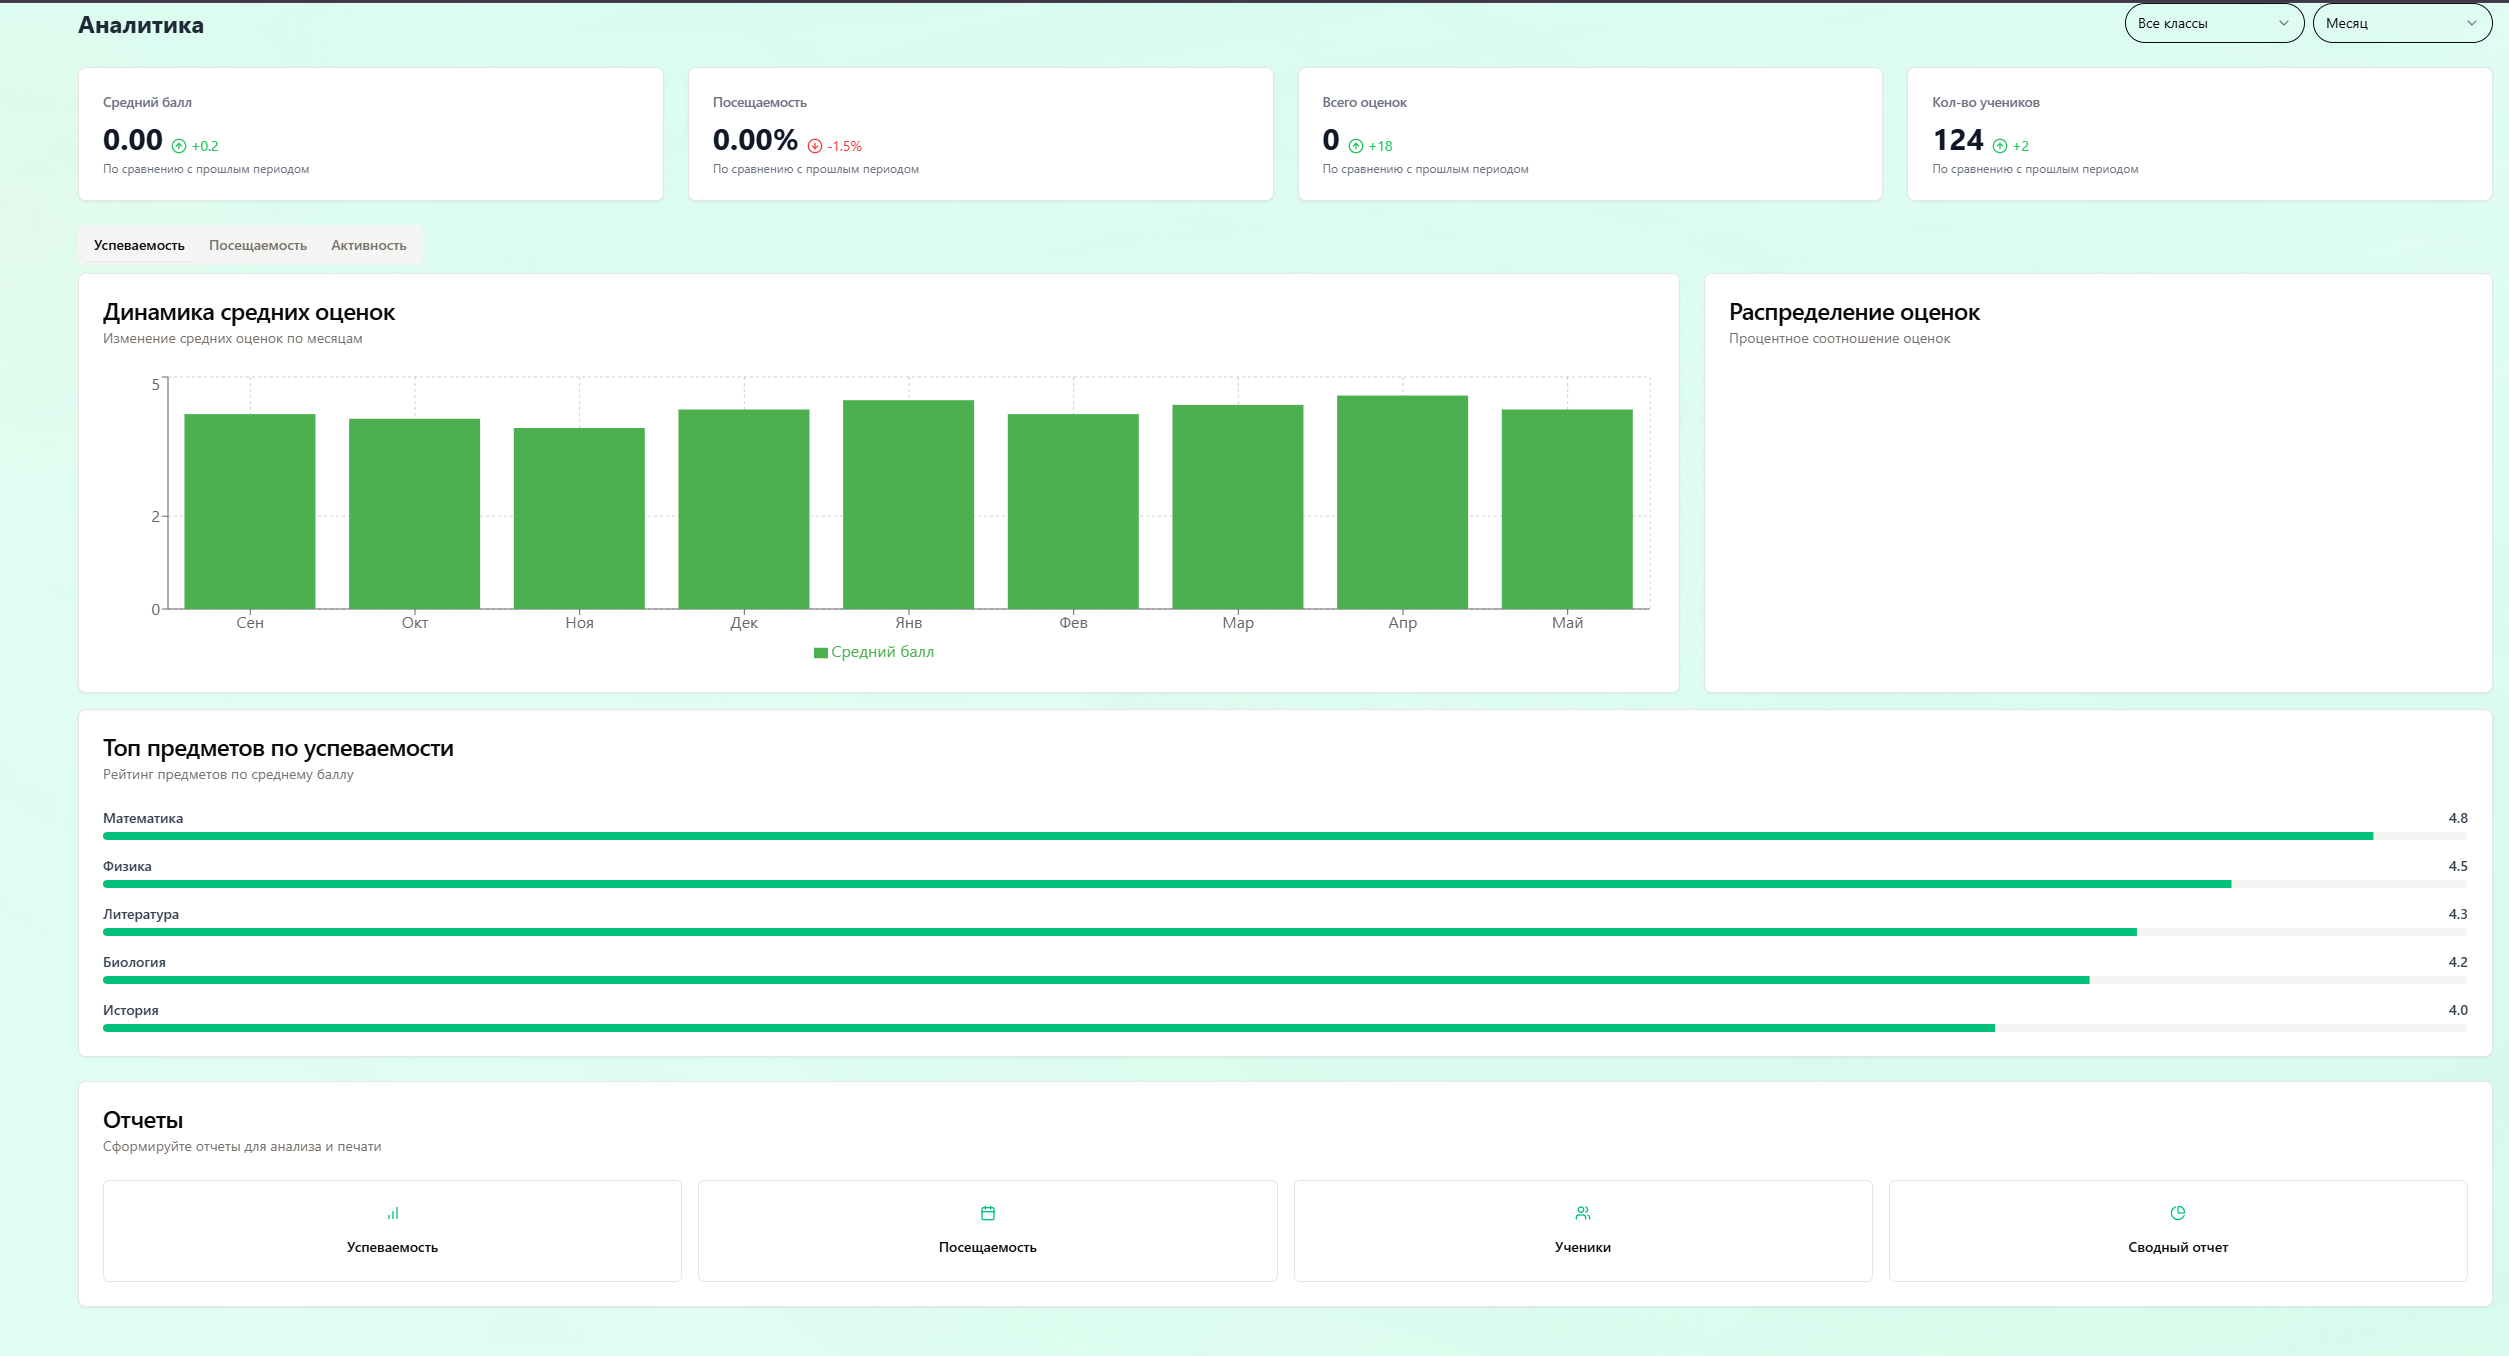 Аналитика
Все классы
Месяц
Средний балл
0.00 +0.2
По сравнению с прошлым периодом
Посещаемость
0.00% -1.5%
По сравнению с прошлым периодом
Всего оценок
0 +18
По сравнению с прошлым периодом
Кол-во учеников
124 +2
По сравнению с прошлым периодом
Успеваемость Посещаемость Активность
Динамика средних оценок
Изменение средних оценок по месяцам
5
2
0
Сен Окт Ноя Дек Янв Фев Мар Апр Май
Средний балл
Распределение оценок
Процентное соотношение оценок
Топ предметов по успеваемости
Рейтинг предметов по среднему баллу
Математика 4.8
Физика 4.5
Литература 4.3
Биология 4.2
История 4.0
Отчеты
Сформируйте отчеты для анализа и печати
Успеваемость
Посещаемость
Ученики
Сводный отчет